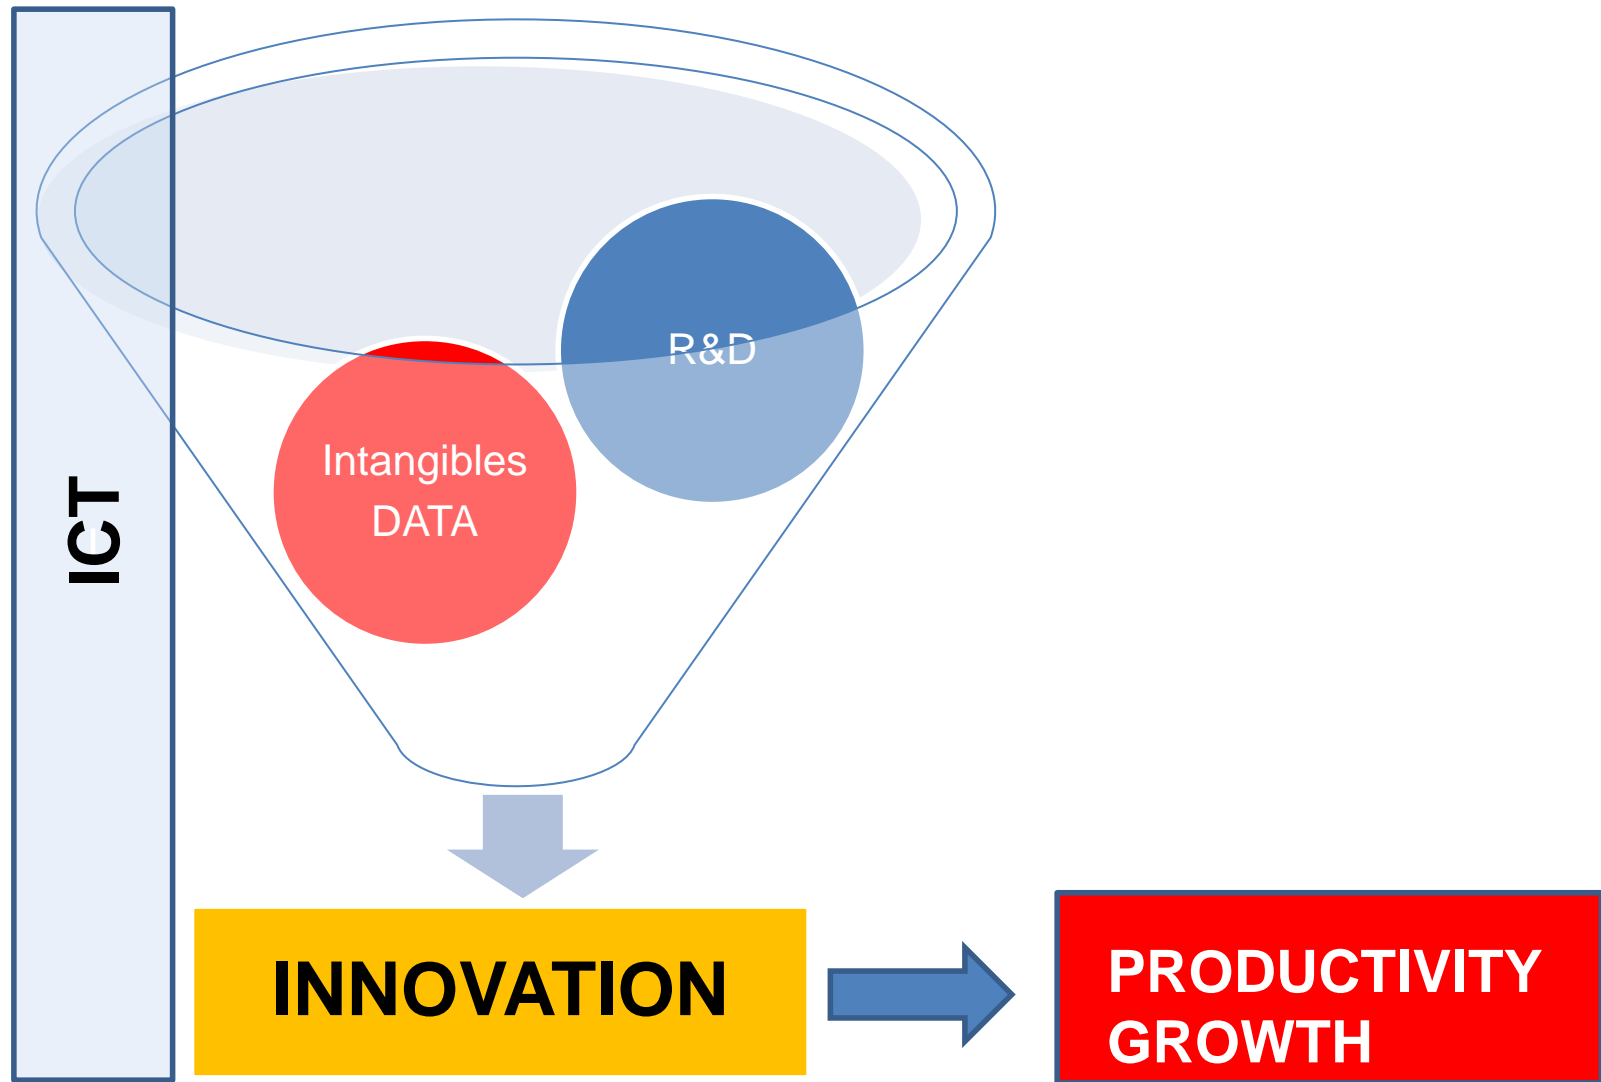 ICT
R&D
Intangibles
DATA
INNOVATION
PRODUCTIVITY
GROWTH